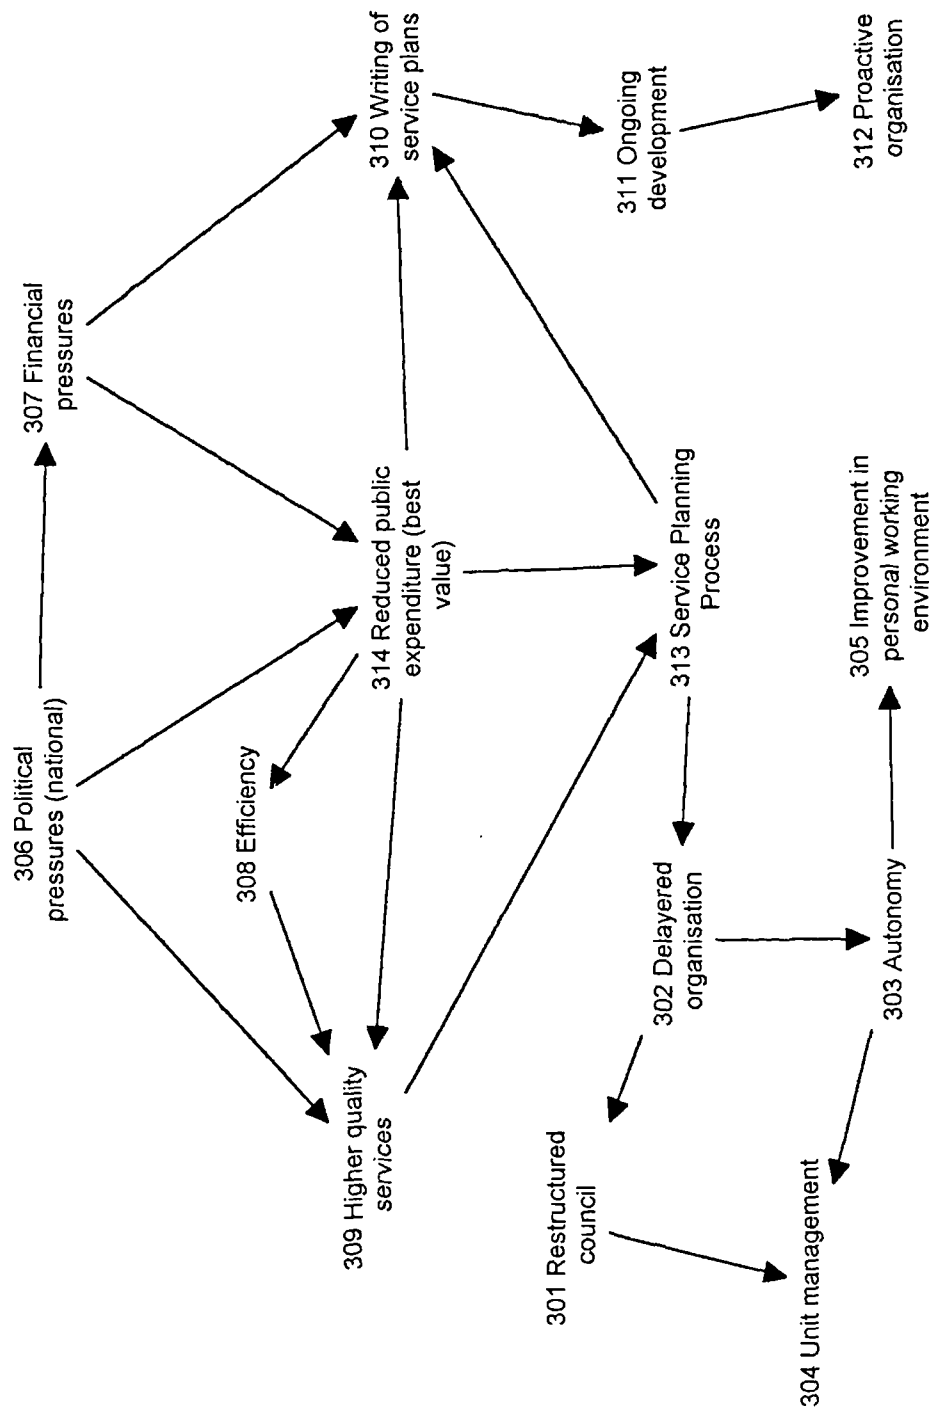 306 Political
pressures (national)
307 Financial
pressures
308 Efficiency
309 Higher quality
services
314 Reduced public
expenditure (best
value)
310 Writing of
service plans
301 Restructured
council
302 Delayered
organisation
313 Service Planning
Process
311 Ongoing
development
304 Unit management
303 Autonomy
305 Improvement in
personal working
environment
312 Proactive
organisation